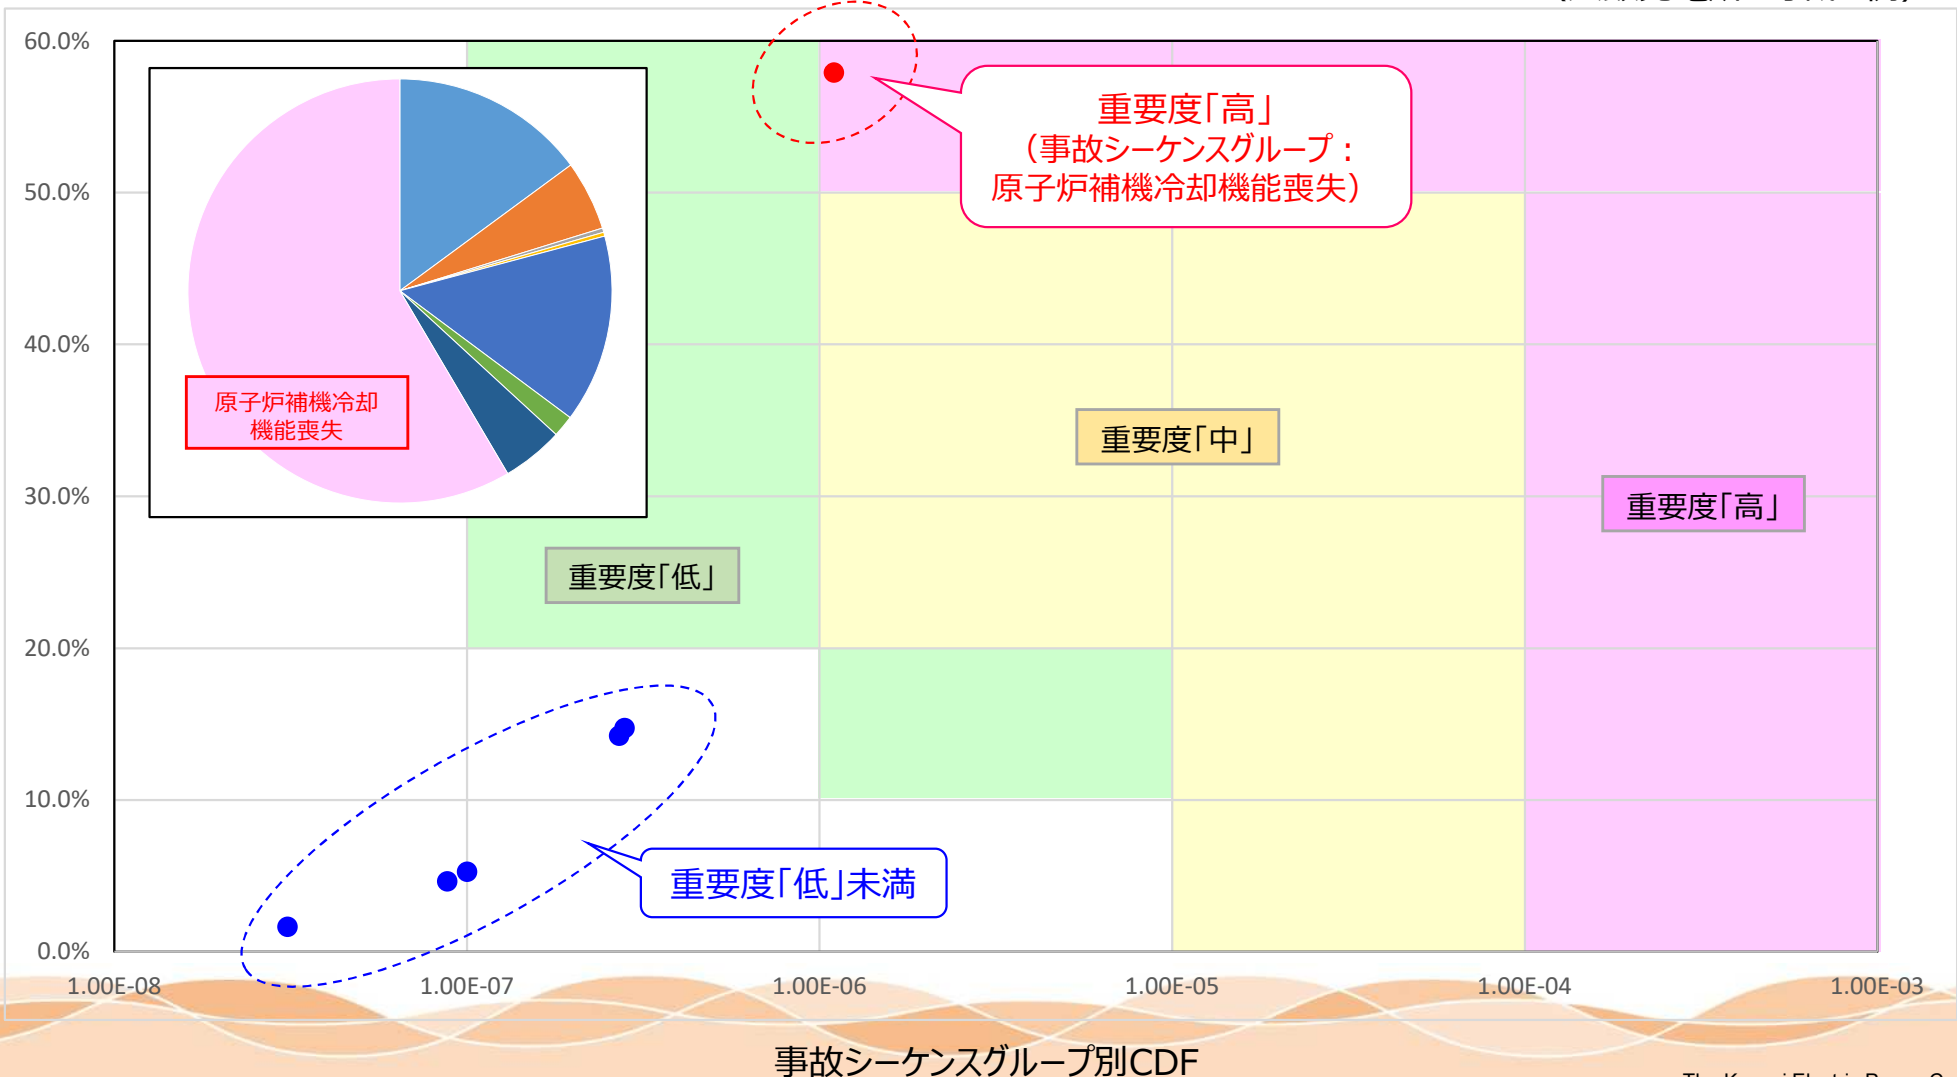 60.0%
重要度「高」
（事故シーケンスグループ：
原子炉補機冷却機能喪失）
50.0%
40.0%
原子炉補機冷却
機能喪失
重要度「中」
30.0%
重要度「高」
重要度「低」
20.0%
10.0%
重要度「低」未満
0.0%
1.00E-08
1.00E-07
1.00E-06
1.00E-05
1.00E-04
1.00E-03
事故シーケンスグループ別CDF